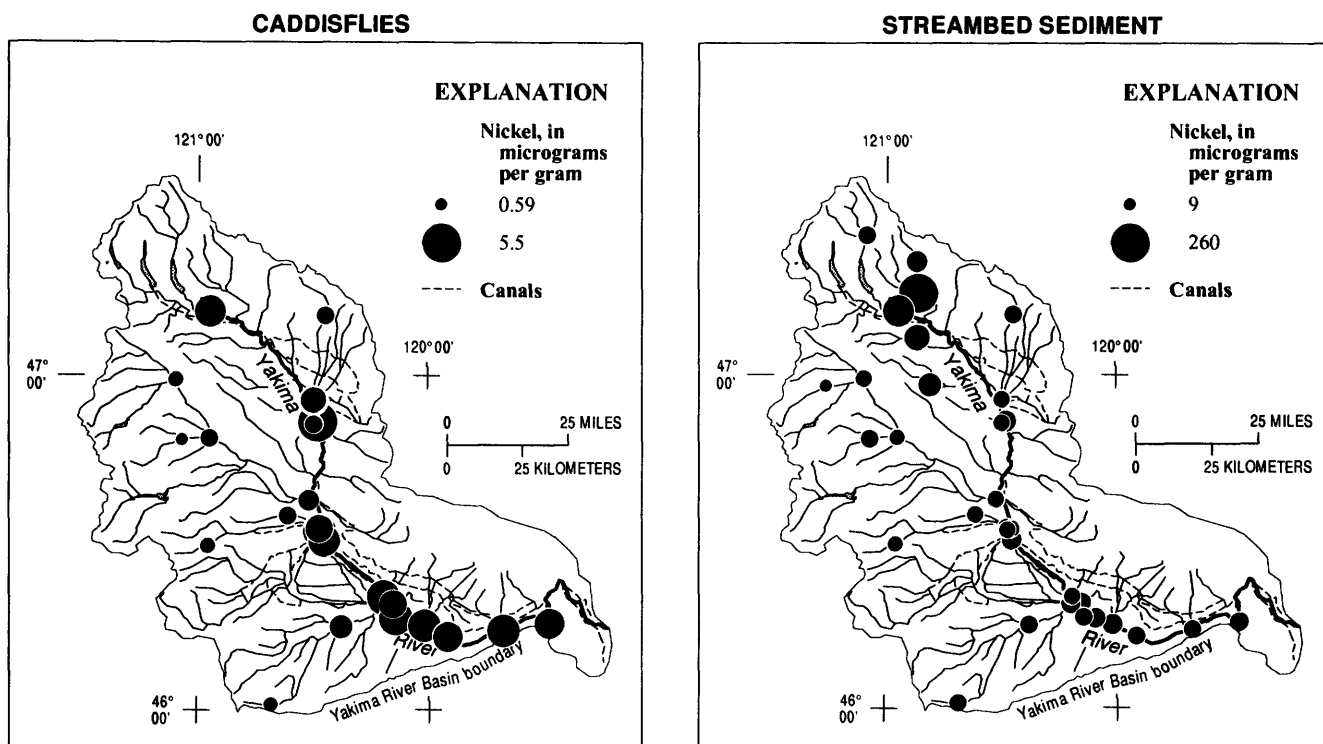 CADDISFLIES
EXPLANATION
Nickel, in
micrograms
per gram
0.59
5.5
Canals
121°00'
47°
00'
120°00'
Yakima
0 25 MILES
0 25 KILOMETERS
River
Yakima River Basin boundary
46°
00'
STREAMBED SEDIMENT
EXPLANATION
Nickel, in
micrograms
per gram
9
260
Canals
121°00'
47°
00'
120°00'
Yakima
0 25 MILES
0 25 KILOMETERS
River
Yakima River Basin boundary
46°
00'